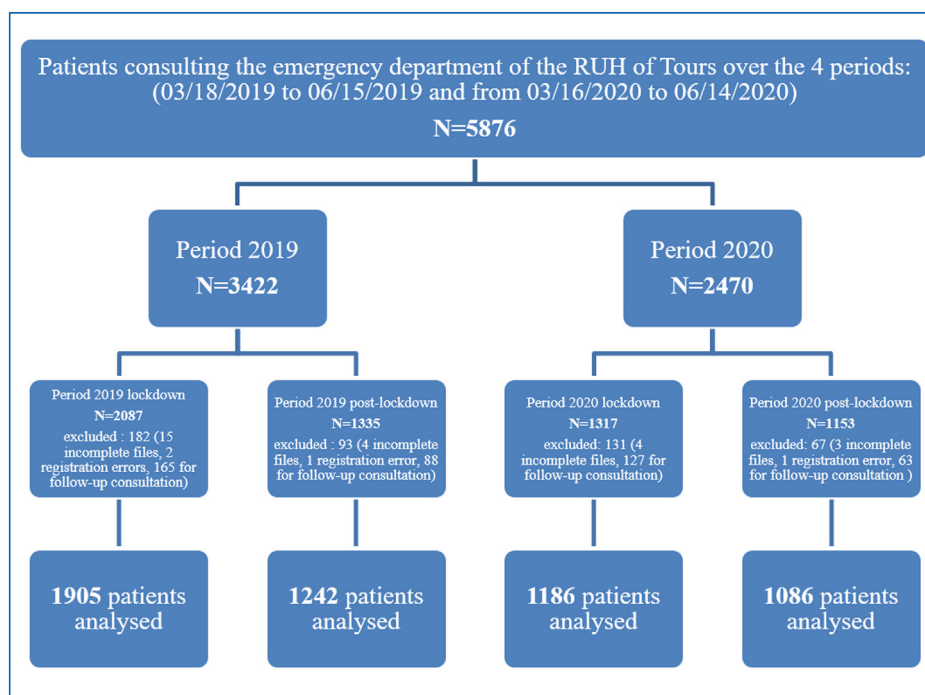 Patients consulting the emergency department of the RUH of Tours over the 4 periods:
(03/18/2019 to 06/15/2019 and from 03/16/2020 to 06/14/2020)
N=5876
Period 2019
N=3422
Period 2020
N=2470
Period 2019 lockdown
N=2087
excluded : 182 (15
incomplete files, 2
registration errors, 165 for
follow-up consultation)
Period 2019 post-lockdown
N=1335
excluded : 93 (4 incomplete
files, 1 registration error, 88
for follow-up consultation)
Period 2020 lockdown
N=1317
excluded: 131 (4
incomplete files, 127 for
follow-up consultation)
Period 2020 post-lockdown
N=1153
excluded: 67 (3 incomplete
files, 1 registration error, 63
for follow-up consultation )
1905 patients
analysed
1242 patients
analysed
1186 patients
analysed
1086 patients
analysed